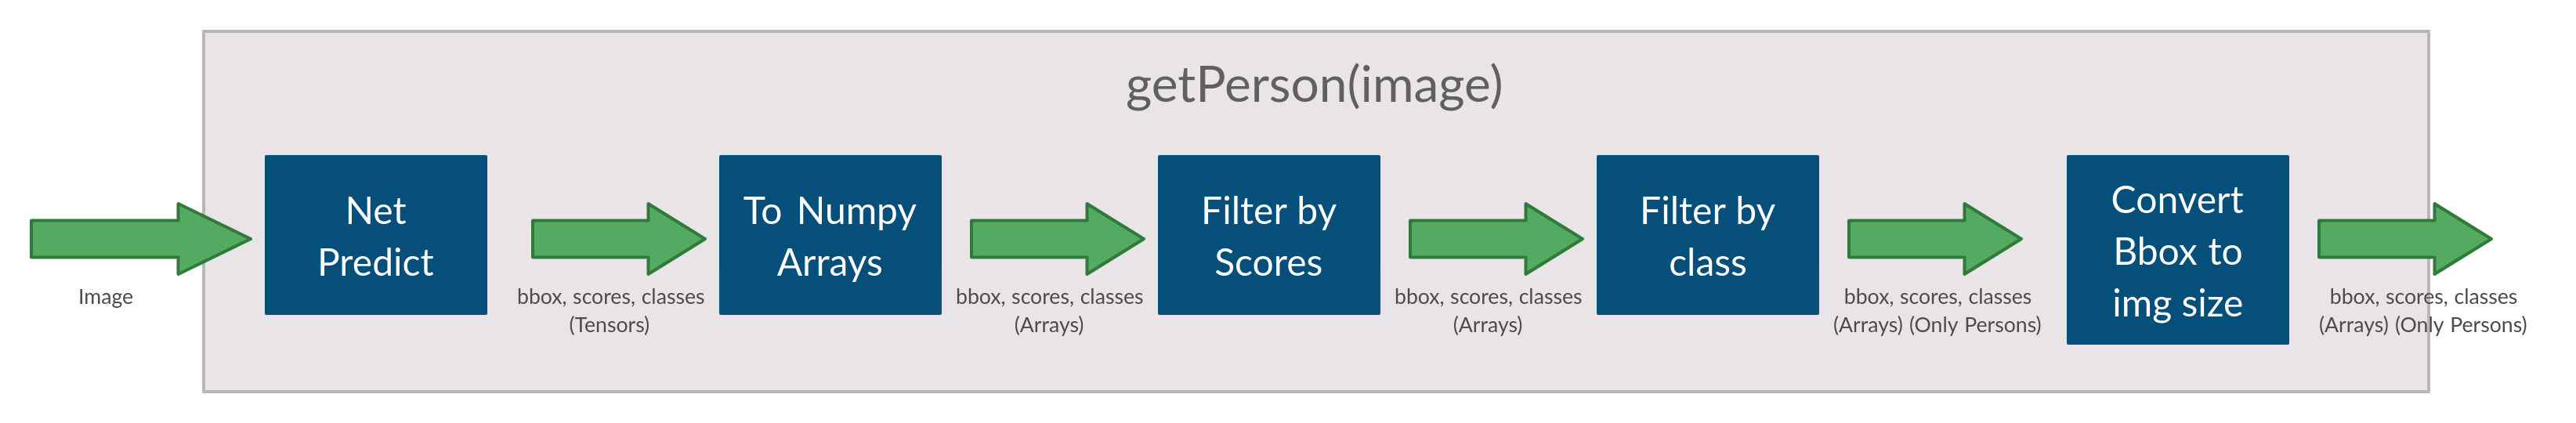 getPerson(image)
Net
Predict
To Numpy
Arrays
Filter by
Scores
Filter by
class
Convert
Bbox to
img size
Image
bbox, scores, classes
(Tensors)
bbox, scores, classes
(Arrays)
bbox, scores, classes
(Arrays)
bbox, scores, classes
(Arrays) (Only Persons)
bbox, scores, classes
(Arrays) (Only Persons)